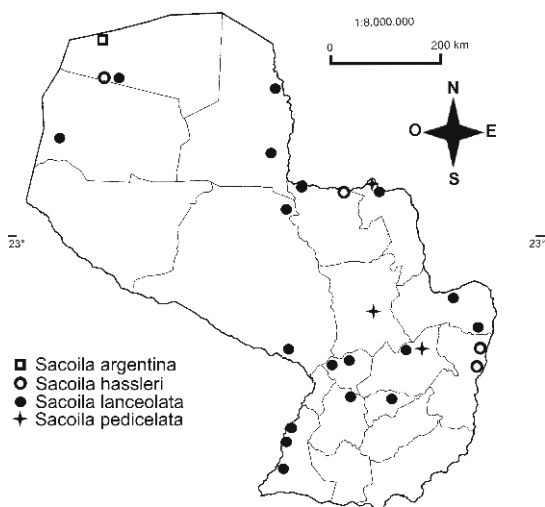 1:8,000.000
0 200 km
N
O E
S
23° 23°
Sacoila argentina
Sacoila hassleri
Sacoila lanceolata
Sacoila pedicelata